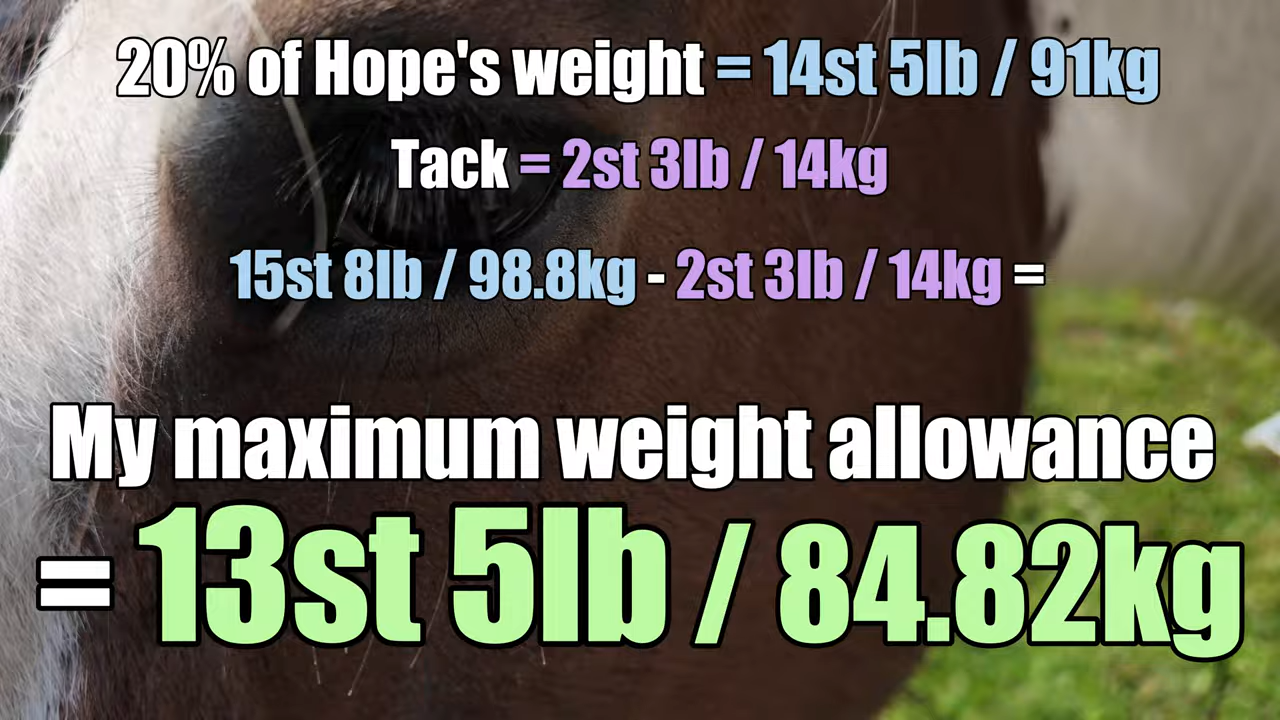 20% of Hope's weight = 14st 5lb / 91kg
Tack = 2st 3lb / 14kg
15st 8lb / 98.8kg - 2st 3lb / 14kg =
My maximum weight allowance
= 13st 5lb / 84.82kg